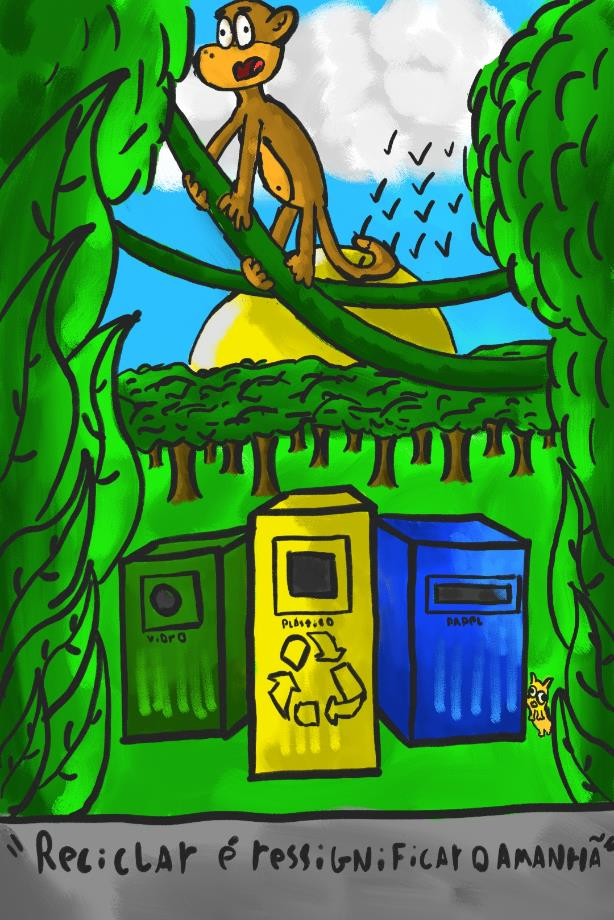 VIDRO
PLÁSTICO
PAPEL
"Reciclar é ressignificar o amanhã"